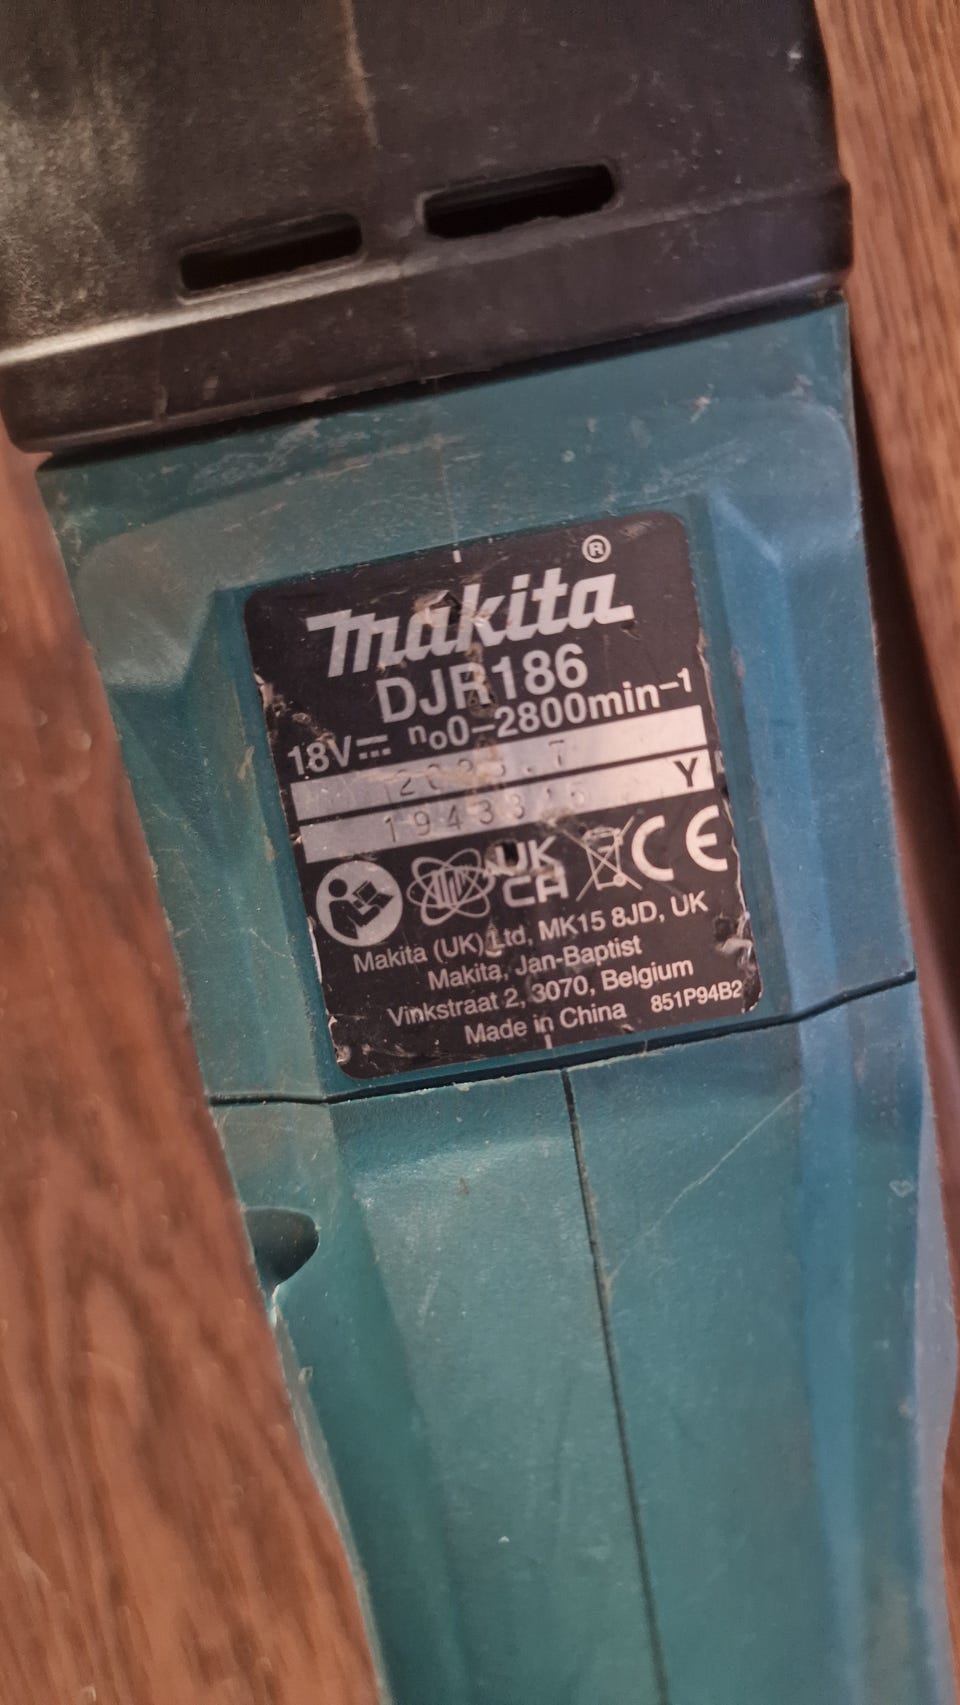 makita®
DJR186
18V⎓ n₀0–2800min⁻¹
Y
UK
CA
CE
Makita (UK) Ltd, MK15 8JD, UK
Makita, Jan-Baptist
Vinkstraat 2, 3070, Belgium
Made in China 851P94B2